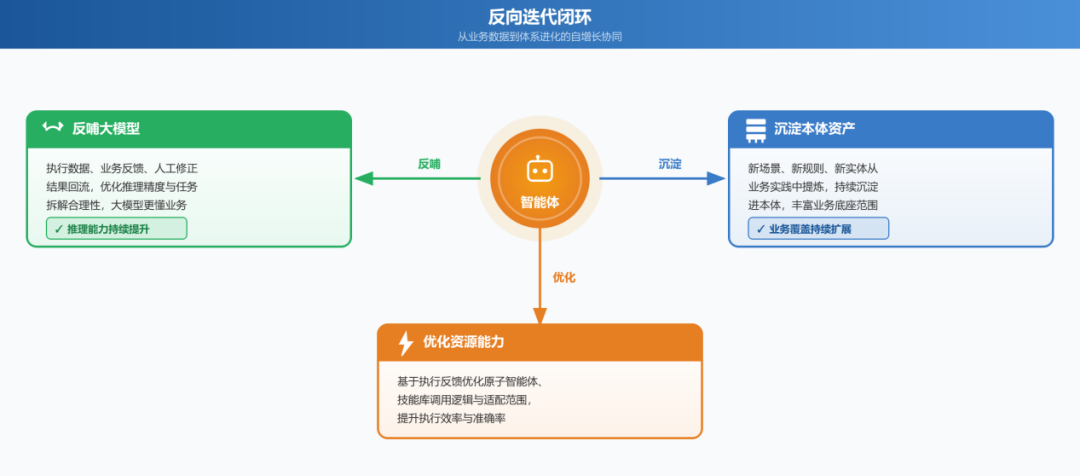 反向迭代闭环
从业务数据到体系进化的自增长协同
反哺大模型
执行数据、业务反馈、人工修正
结果回流，优化推理精度与任务
拆解合理性，大模型更懂业务
✓ 推理能力持续提升
反哺
智能体
沉淀
沉淀本体资产
新场景、新规则、新实体从
业务实践中提炼，持续沉淀
进本体，丰富业务底座范围
✓ 业务覆盖持续扩展
优化
优化资源能力
基于执行反馈优化原子智能体、
技能库调用逻辑与适配范围，
提升执行效率与准确率